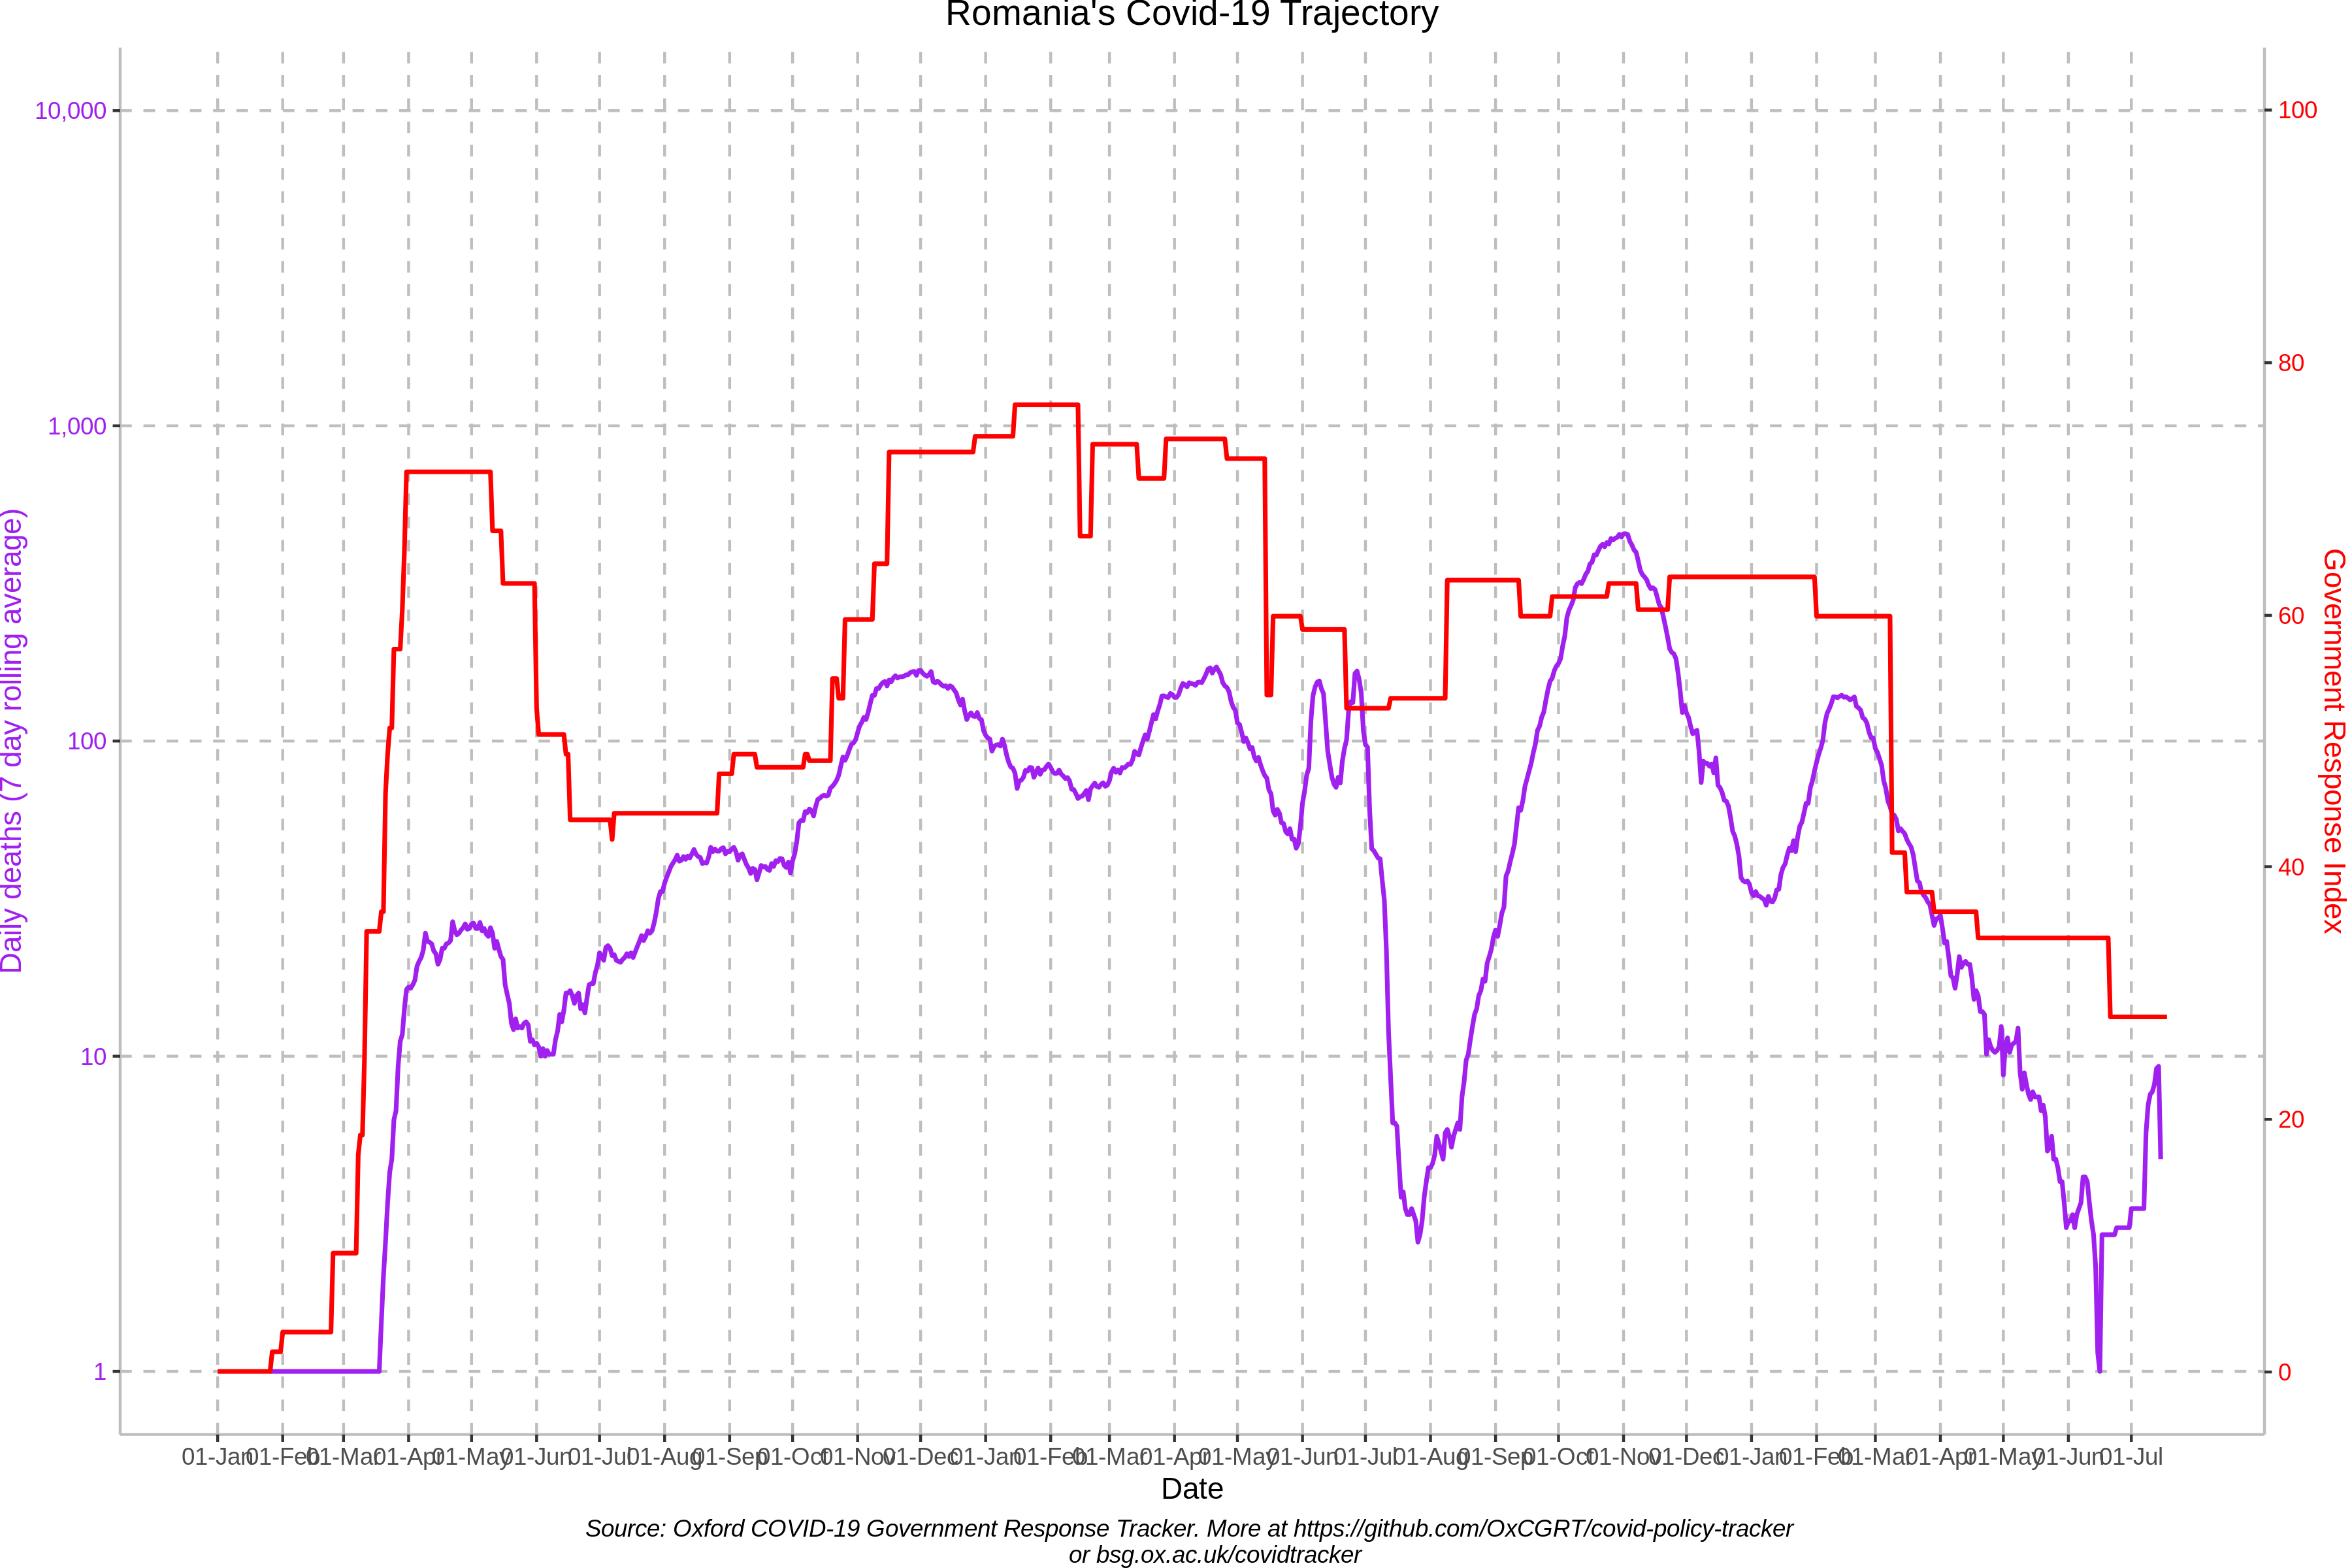 Romania's Covid-19 Trajectory
10,000
1,000
100
10
1
Daily deaths (7 day rolling average)
100
80
60
40
20
0
Government Response Index
01-Jan 01-Feb 01-Mar 01-Apr 01-May 01-Jun 01-Jul 01-Aug 01-Sep 01-Oct 01-Nov 01-Dec 01-Jan 01-Feb 01-Mar 01-Apr 01-May 01-Jun 01-Jul 01-Aug 01-Sep 01-Oct 01-Nov 01-Dec 01-Jan 01-Feb 01-Mar 01-Apr 01-May 01-Jun 01-Jul
Date
Source: Oxford COVID-19 Government Response Tracker. More at https://github.com/OxCGRT/covid-policy-tracker
or bsg.ox.ac.uk/covidtracker